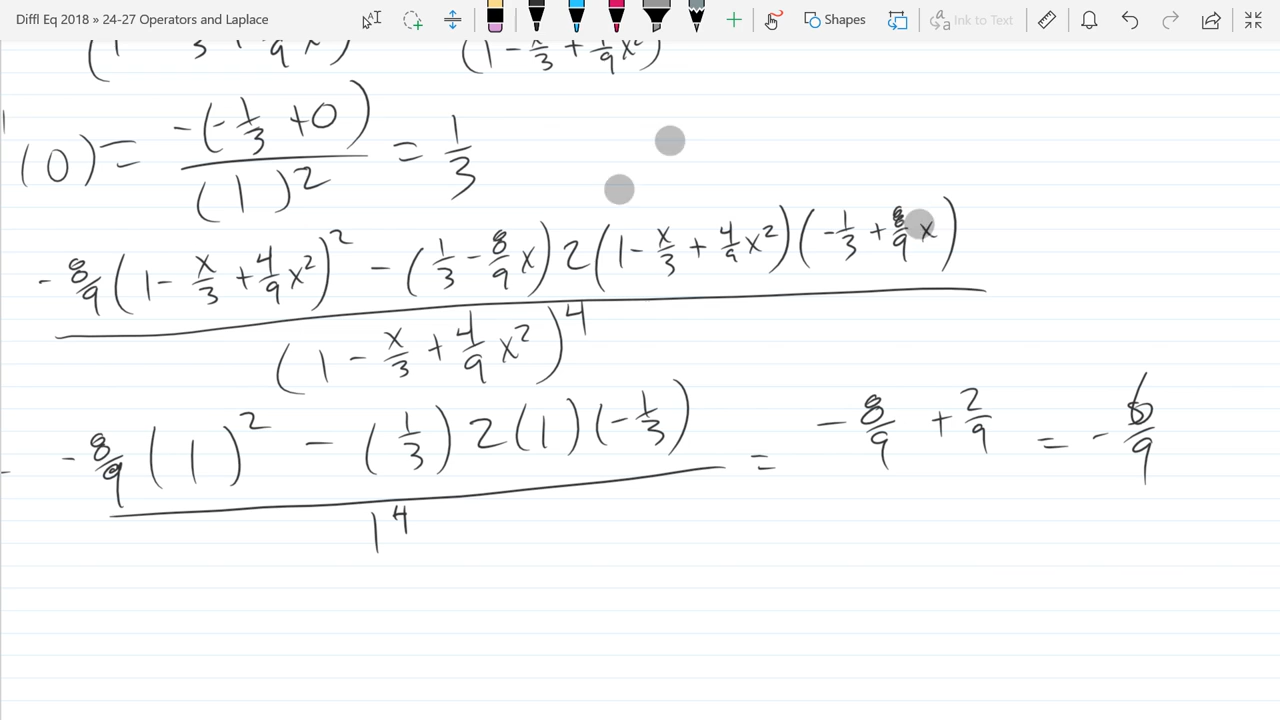 Diffl Eq 2018 » 24-27 Operators and Laplace
Shapes
Ink to Text
(0) = -(-1/3 + 0) / (1)^2 = 1/3
-8/9 (1 - x/3 + 4/9 x^2)^2 - (1/3 - 8/9 x) 2 (1 - x/3 + 4/9 x^2)(-1/3 + 8/9 x)
(1 - x/3 + 4/9 x^2)^4
-8/9 (1)^2 - (1/3) 2 (1)(-1/3) / 1^4 = -8/9 + 2/9 = -6/9